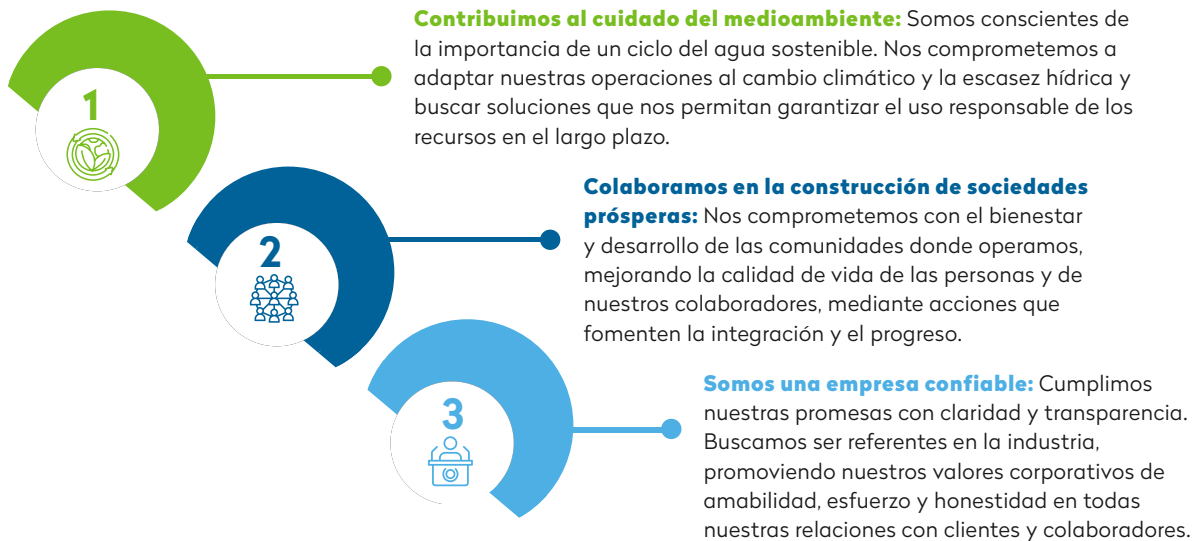 1
Contribuimos al cuidado del medioambiente: Somos conscientes de
la importancia de un ciclo del agua sostenible. Nos comprometemos a
adaptar nuestras operaciones al cambio climático y la escasez hídrica y
buscar soluciones que nos permitan garantizar el uso responsable de los
recursos en el largo plazo.
2
Colaboramos en la construcción de sociedades
prósperas: Nos comprometemos con el bienestar
y desarrollo de las comunidades donde operamos,
mejorando la calidad de vida de las personas y de
nuestros colaboradores, mediante acciones que
fomenten la integración y el progreso.
3
Somos una empresa confiable: Cumplimos
nuestras promesas con claridad y transparencia.
Buscamos ser referentes en la industria,
promoviendo nuestros valores corporativos de
amabilidad, esfuerzo y honestidad en todas
nuestras relaciones con clientes y colaboradores.